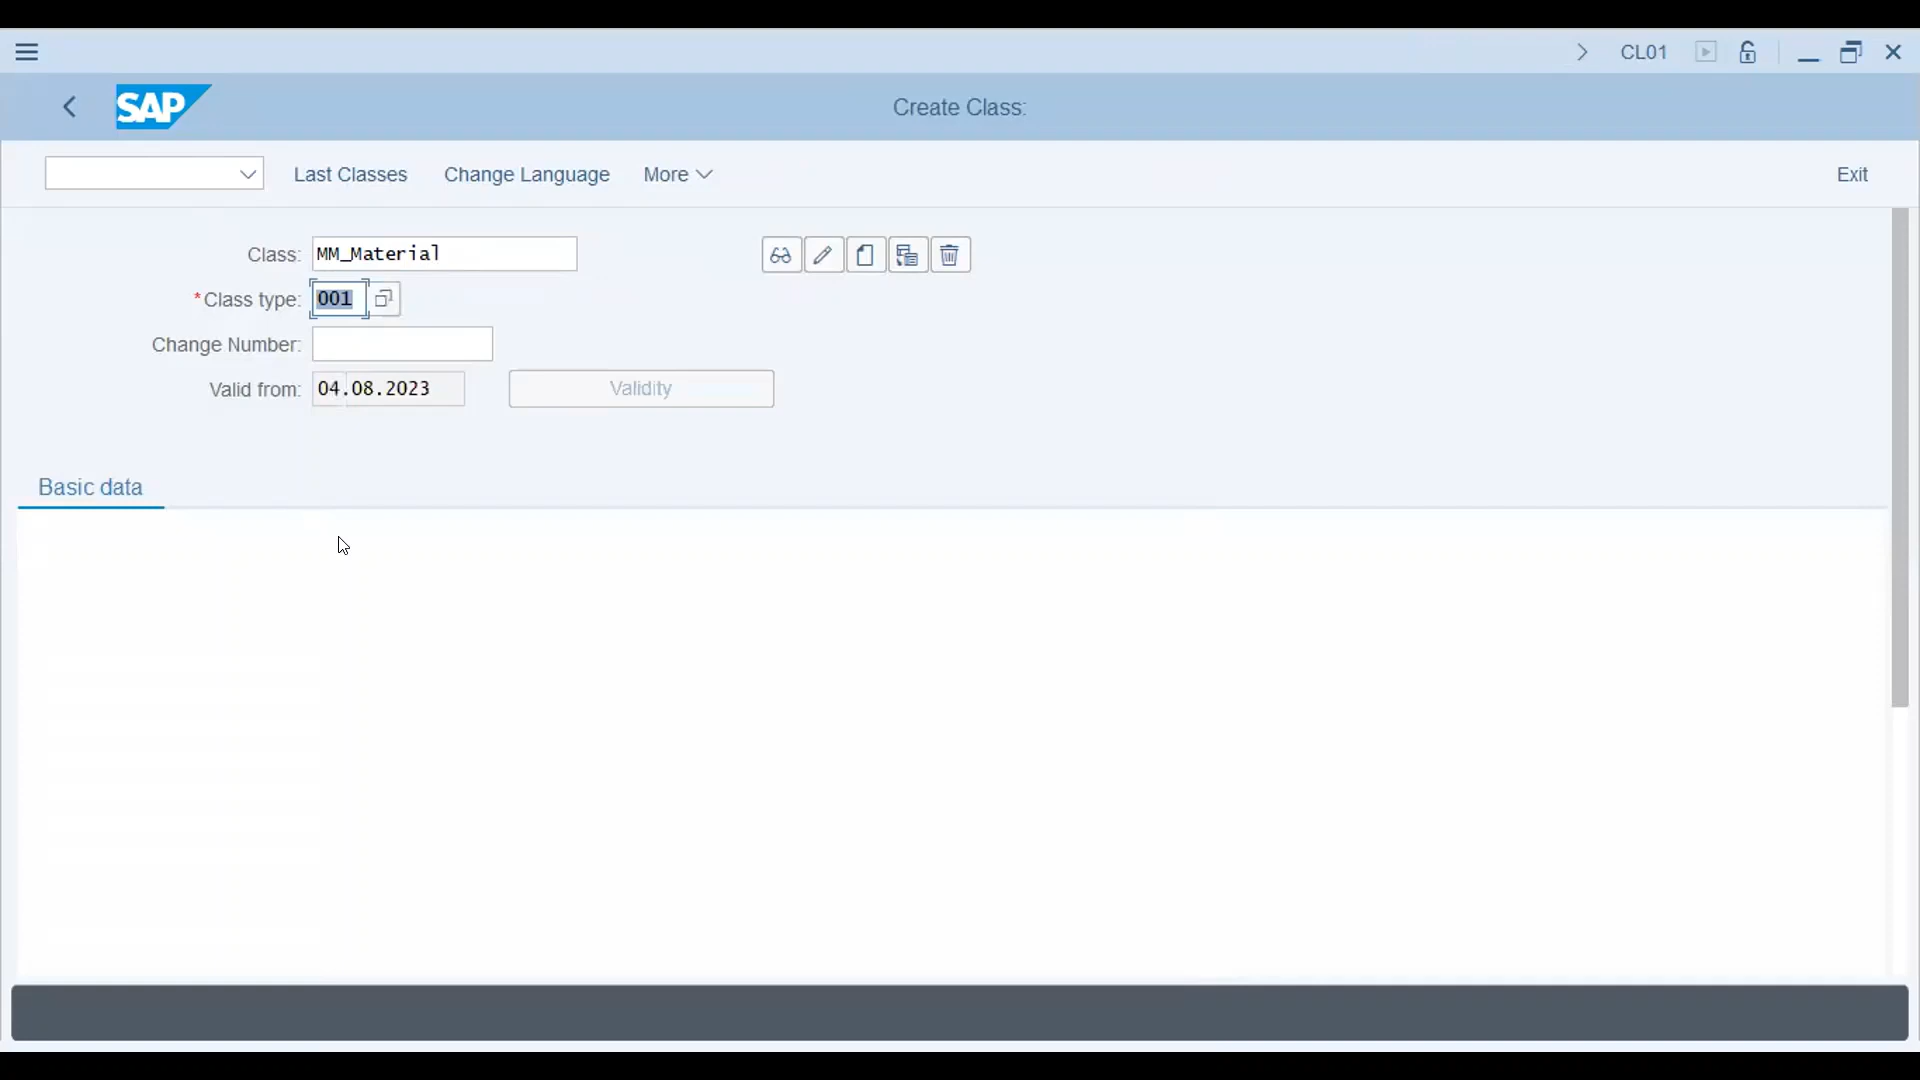 CL01
SAP
Create Class:
Last Classes Change Language More Exit
Class: MM_Material
*Class type: 001
Change Number:
Valid from: 04.08.2023 Validity
Basic data